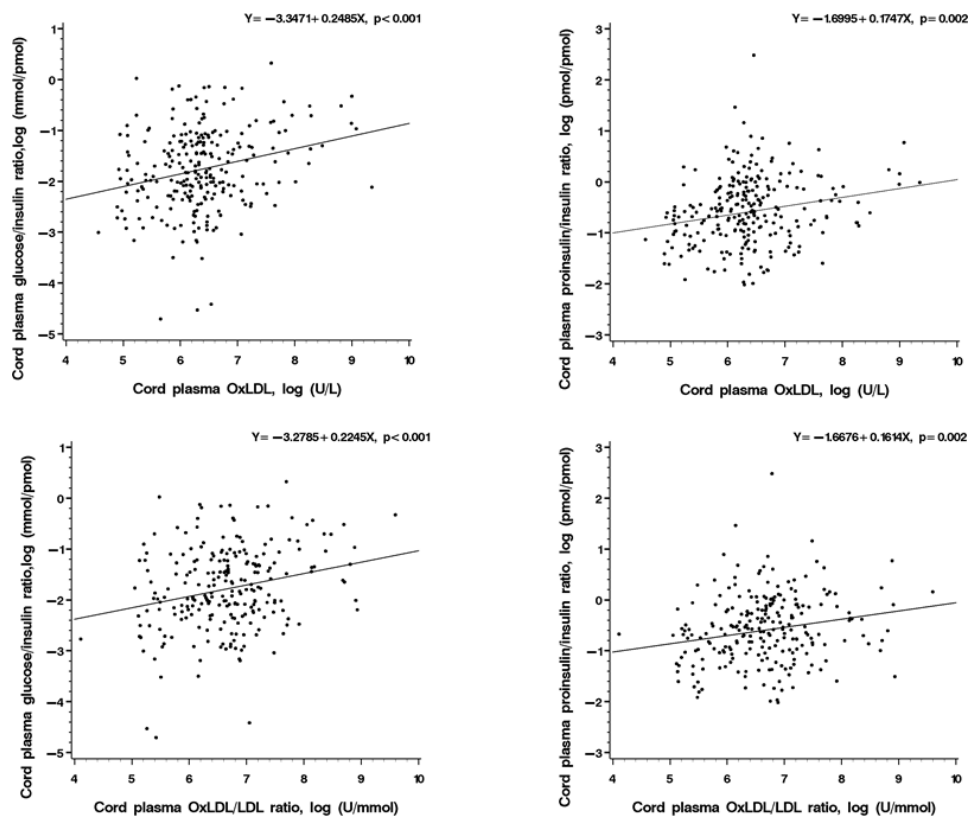 Y= −3.3471+0.2485X, p<0.001
1
0
−1
−2
−3
−4
−5
Cord plasma glucose/insulin ratio,log (mmol/pmol)
4 5 6 7 8 9 10
Cord plasma OxLDL, log (U/L)
Y= −1.6995+0.1747X, p=0.002
3
2
1
0
−1
−2
−3
Cord plasma proinsulin/insulin ratio, log (pmol/pmol)
4 5 6 7 8 9 10
Cord plasma OxLDL, log (U/L)
Y= −3.2785+0.2245X, p<0.001
1
0
−1
−2
−3
−4
−5
Cord plasma glucose/insulin ratio,log (mmol/pmol)
4 5 6 7 8 9 10
Cord plasma OxLDL/LDL ratio, log (U/mmol)
Y= −1.6676+0.1614X, p=0.002
3
2
1
0
−1
−2
−3
Cord plasma proinsulin/insulin ratio, log (pmol/pmol)
4 5 6 7 8 9 10
Cord plasma OxLDL/LDL ratio, log (U/mmol)